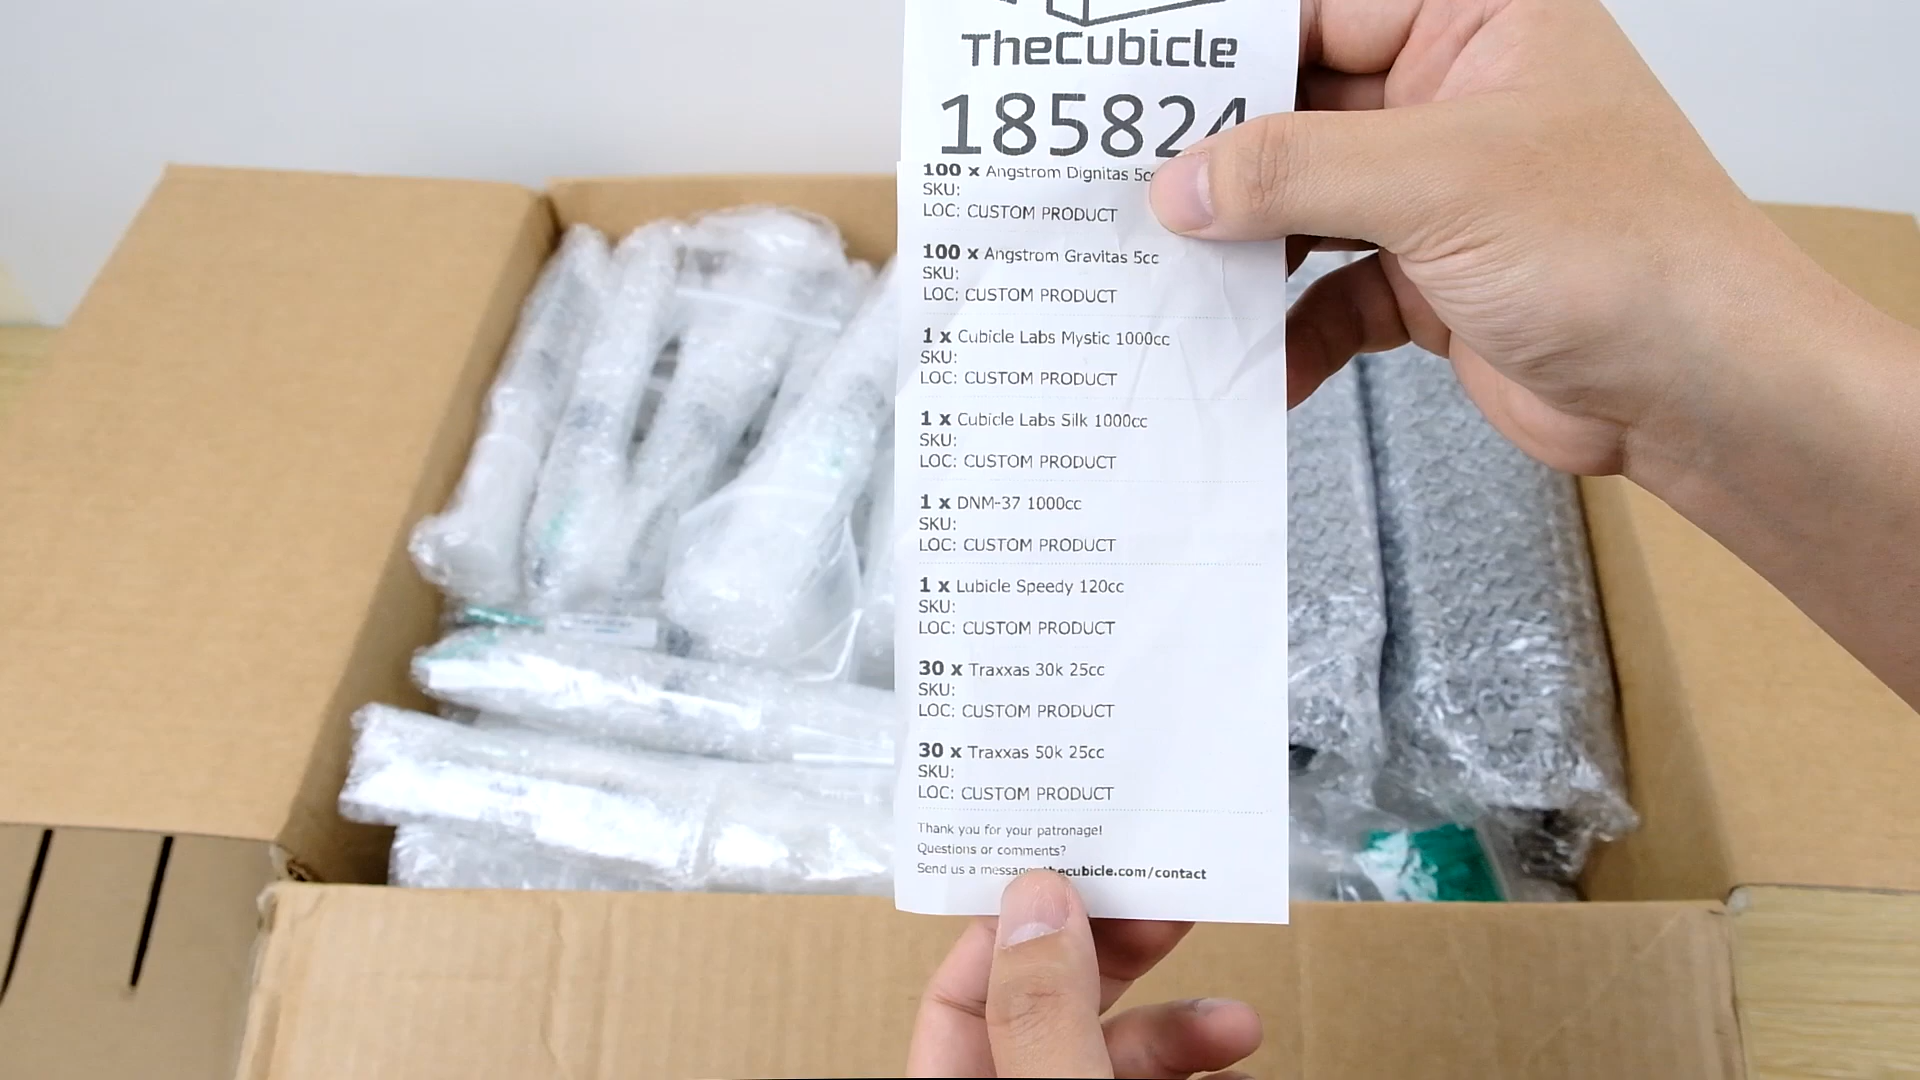 TheCubicle
185824
100 x Angstrom Dignitas 5cc
SKU:
LOC: CUSTOM PRODUCT
100 x Angstrom Gravitas 5cc
SKU:
LOC: CUSTOM PRODUCT
1 x Cubicle Labs Mystic 1000cc
SKU:
LOC: CUSTOM PRODUCT
1 x Cubicle Labs Silk 1000cc
SKU:
LOC: CUSTOM PRODUCT
1 x DNM-37 1000cc
SKU:
LOC: CUSTOM PRODUCT
1 x Lubicle Speedy 120cc
SKU:
LOC: CUSTOM PRODUCT
30 x Traxxas 30k 25cc
SKU:
LOC: CUSTOM PRODUCT
30 x Traxxas 50k 25cc
SKU:
LOC: CUSTOM PRODUCT
Thank you for your patronage!
Questions or comments?
Send us a message thecubicle.com/contact